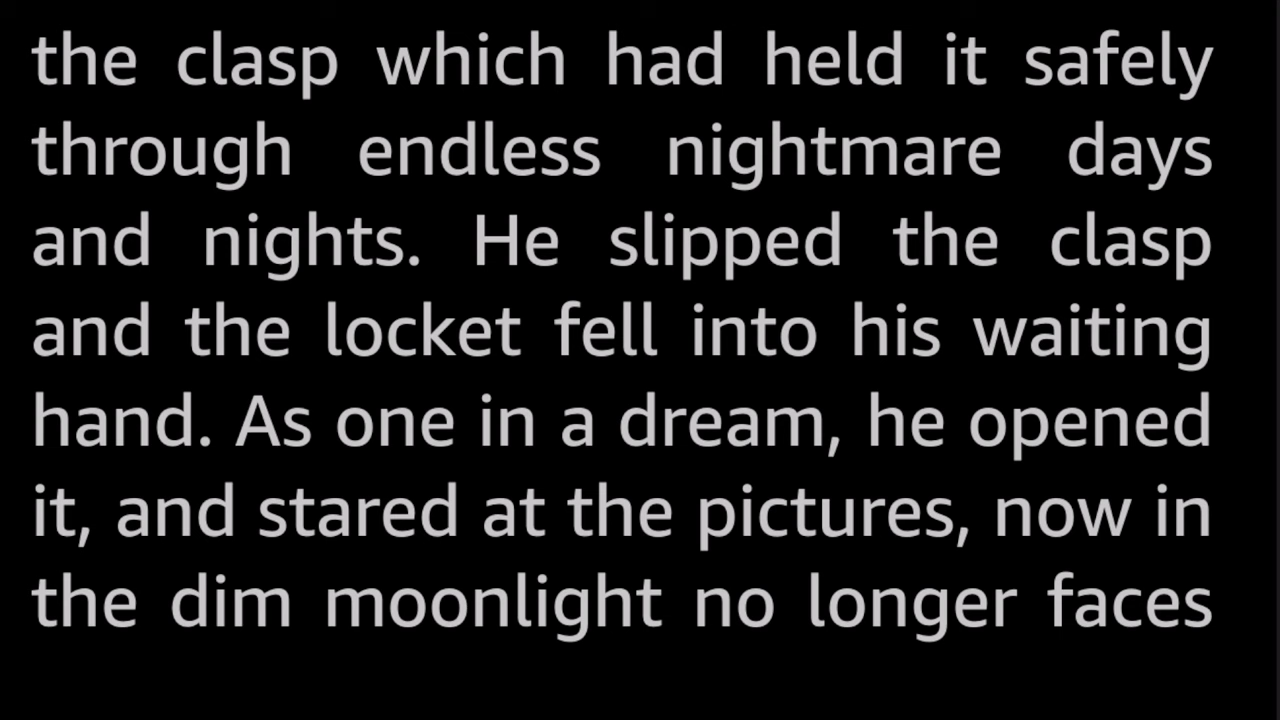 the clasp which had held it safely
through endless nightmare days
and nights. He slipped the clasp
and the locket fell into his waiting
hand. As one in a dream, he opened
it, and stared at the pictures, now in
the dim moonlight no longer faces